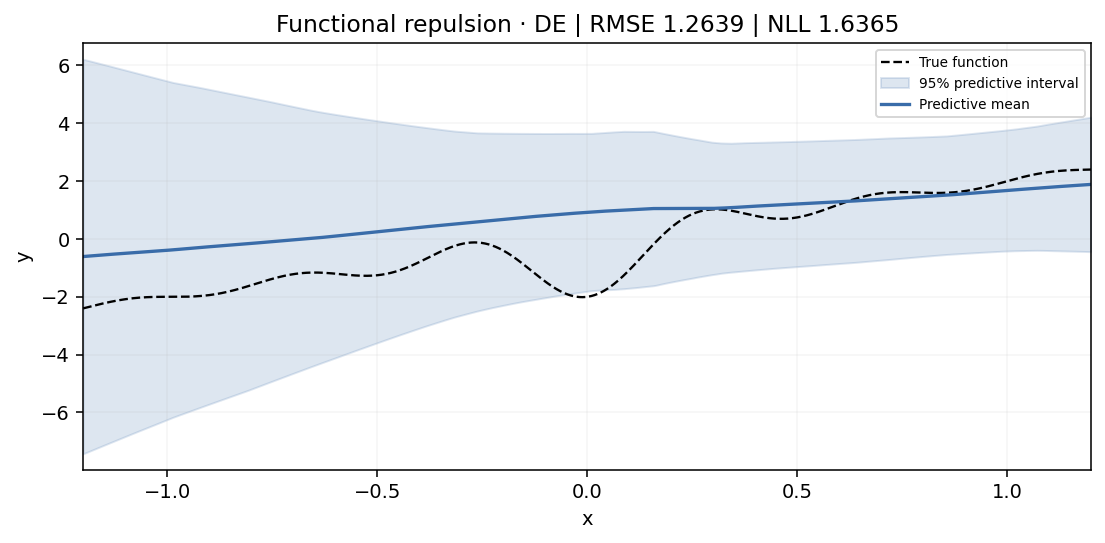 Functional repulsion · DE | RMSE 1.2639 | NLL 1.6365
True function
95% predictive interval
Predictive mean
y
6
4
2
0
−2
−4
−6
−1.0 −0.5 0.0 0.5 1.0
x